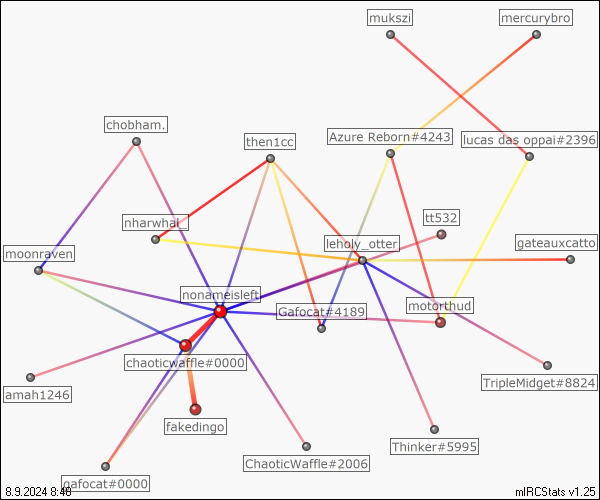 mukszi
mercurybro
chobham.
then1cc
Azure Reborn#4243
lucas das oppai#2396
nharwhal_
tt532
leholy_otter
gateauxcatto
moonraven
nonameisleft
Gafocat#4189
motorthud
chaoticwaffle#0000
TripleMidget#8824
amah1246
fakedingo
Thinker#5995
ChaoticWaffle#2006
gafocat#0000
8.9.2024 8:48
mIRCStats v1.25